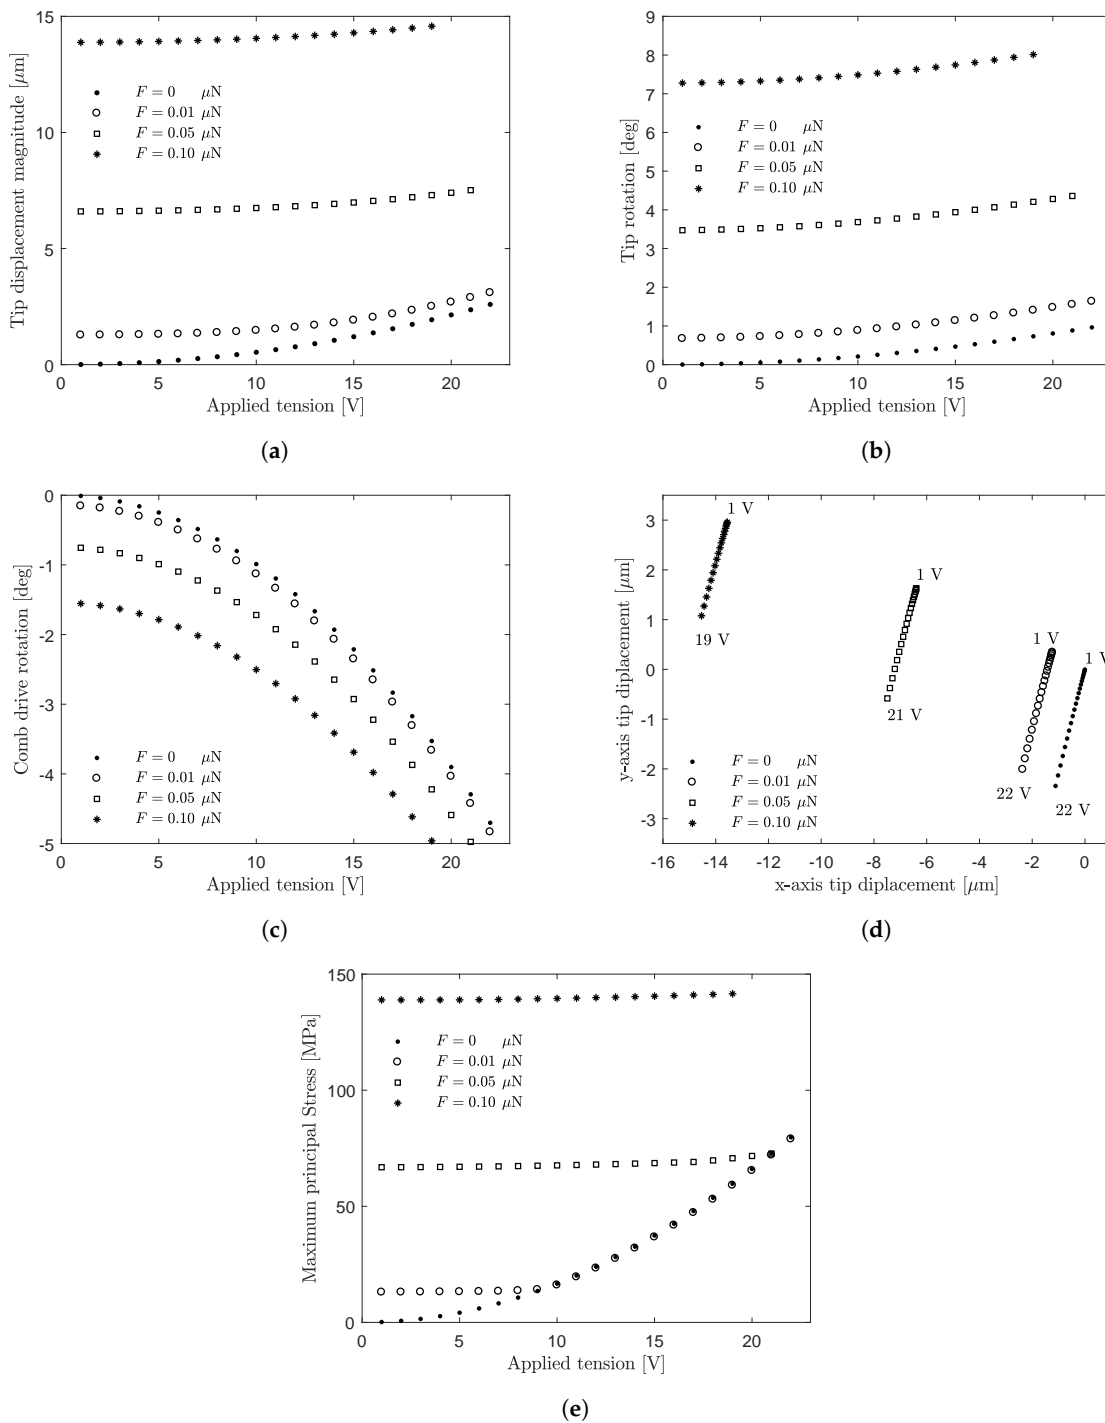 15
10
5
0
0 5 10 15 20
Tip displacement magnitude [μm]
Applied tension [V]
F = 0 μN
F = 0.01 μN
F = 0.05 μN
F = 0.10 μN
(a)
9
8
7
6
5
4
3
2
1
0
0 5 10 15 20
Tip rotation [deg]
Applied tension [V]
F = 0 μN
F = 0.01 μN
F = 0.05 μN
F = 0.10 μN
(b)
0
-1
-2
-3
-4
-5
0 5 10 15 20
Comb drive rotation [deg]
Applied tension [V]
F = 0 μN
F = 0.01 μN
F = 0.05 μN
F = 0.10 μN
(c)
3
2
1
0
-1
-2
-3
-16 -14 -12 -10 -8 -6 -4 -2 0
y-axis tip diplacement [μm]
x-axis tip diplacement [μm]
1 V
19 V
1 V
21 V
1 V
22 V
1 V
22 V
F = 0 μN
F = 0.01 μN
F = 0.05 μN
F = 0.10 μN
(d)
150
100
50
0
0 5 10 15 20
Maximum principal Stress [MPa]
Applied tension [V]
F = 0 μN
F = 0.01 μN
F = 0.05 μN
F = 0.10 μN
(e)